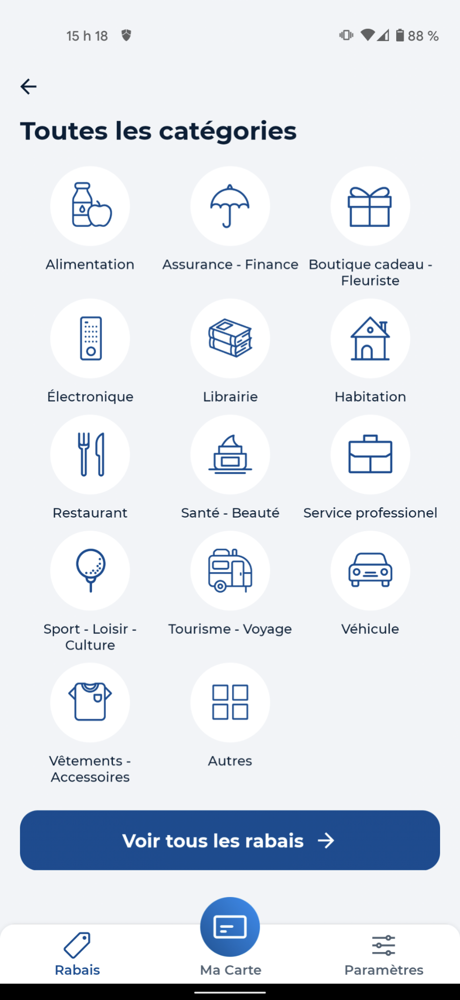 15 h 18
88 %
Toutes les catégories
Alimentation
Assurance - Finance
Boutique cadeau -
Fleuriste
Électronique
Librairie
Habitation
Restaurant
Santé - Beauté
Service professionel
Sport - Loisir -
Culture
Tourisme - Voyage
Véhicule
Vêtements -
Accessoires
Autres
Voir tous les rabais
Rabais
Ma Carte
Paramètres